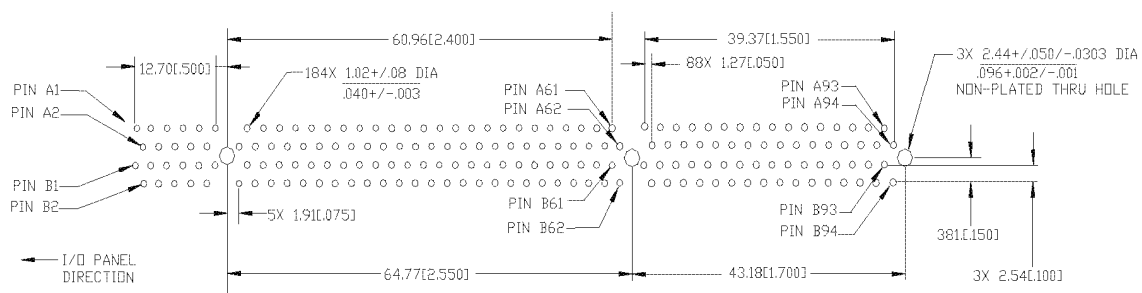 60.96[2.400]
39.37[1.550]
12.70[.500]
184X 1.02+/.08 DIA
.040+/-.003
88X 1.27[.050]
3X 2.44+/.050/-.0303 DIA
.096+.002/-.001
NON-PLATED THRU HOLE
PIN A1
PIN A2
PIN A61
PIN A62
PIN A93
PIN A94
PIN B1
PIN B2
5X 1.91[.075]
PIN B61
PIN B62
PIN B93
PIN B94
381[.150]
I/O PANEL
DIRECTION
64.77[2.550]
43.18[1.700]
3X 2.54[.100]